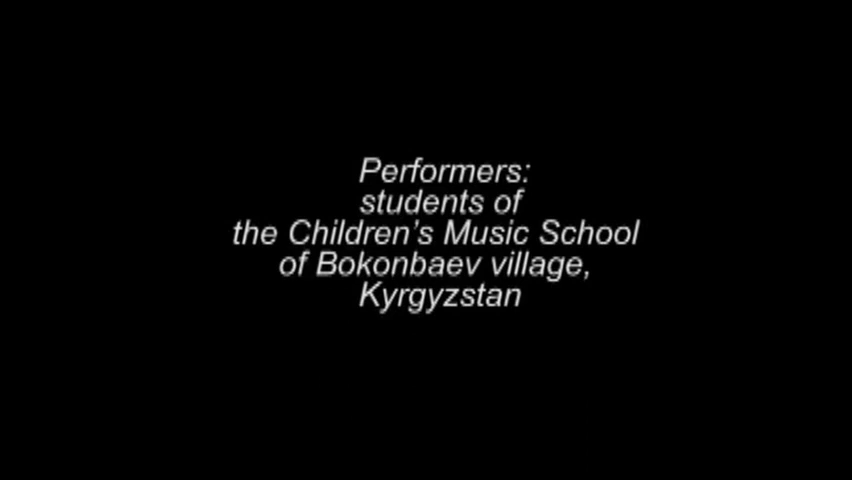 Performers:
students of
the Children's Music School
of Bokonbaev village,
Kyrgyzstan